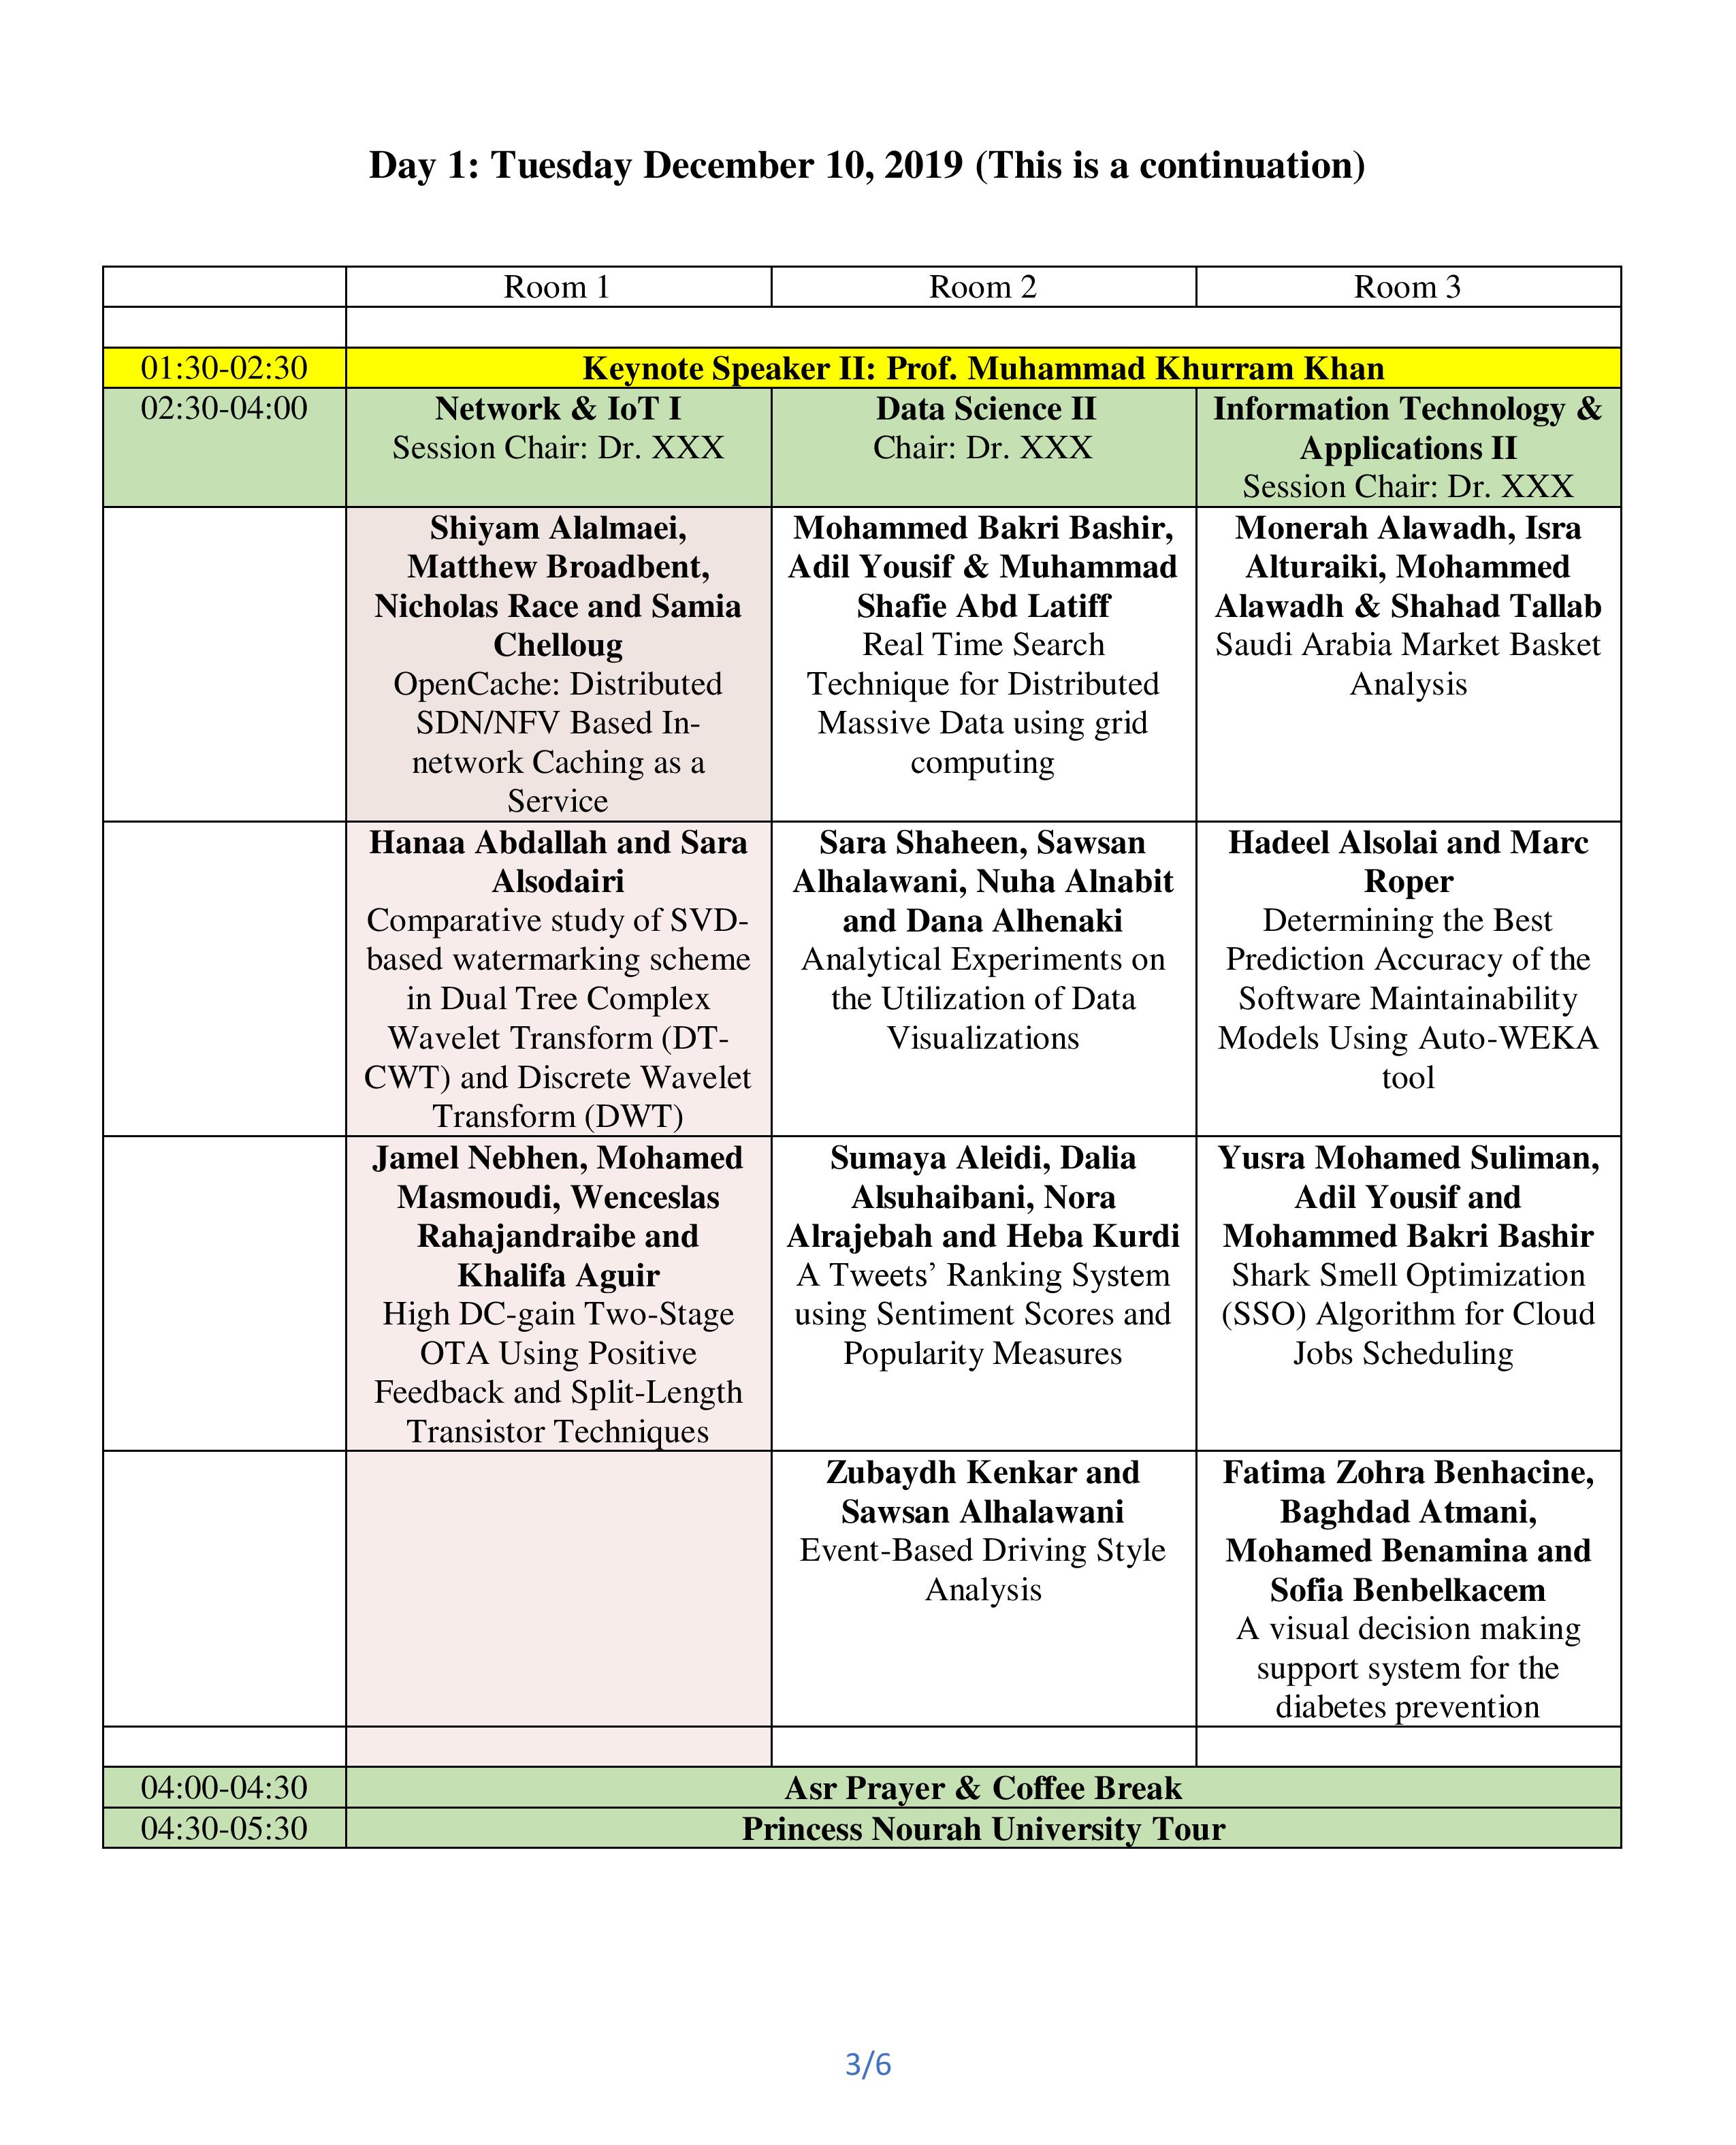 Day 1: Tuesday December 10, 2019 (This is a continuation)
Room 1
Room 2
Room 3
01:30-02:30
Keynote Speaker II: Prof. Muhammad Khurram Khan
02:30-04:00
Network & IoT I
Session Chair: Dr. XXX
Data Science II
Chair: Dr. XXX
Information Technology &
Applications II
Session Chair: Dr. XXX
Shiyam Alalmaei,
Matthew Broadbent,
Nicholas Race and Samia
Chelloug
OpenCache: Distributed
SDN/NFV Based In-
network Caching as a
Service
Mohammed Bakri Bashir,
Adil Yousif & Muhammad
Shafie Abd Latiff
Real Time Search
Technique for Distributed
Massive Data using grid
computing
Monerah Alawadh, Isra
Alturaiki, Mohammed
Alawadh & Shahad Tallab
Saudi Arabia Market Basket
Analysis
Hanaa Abdallah and Sara
Alsodairi
Comparative study of SVD-
based watermarking scheme
in Dual Tree Complex
Wavelet Transform (DT-
CWT) and Discrete Wavelet
Transform (DWT)
Sara Shaheen, Sawsan
Alhalawani, Nuha Alnabit
and Dana Alhenaki
Analytical Experiments on
the Utilization of Data
Visualizations
Hadeel Alsolai and Marc
Roper
Determining the Best
Prediction Accuracy of the
Software Maintainability
Models Using Auto-WEKA
tool
Jamel Nebhen, Mohamed
Masmoudi, Wenceslas
Rahajandraibe and
Khalifa Aguir
High DC-gain Two-Stage
OTA Using Positive
Feedback and Split-Length
Transistor Techniques
Sumaya Aleidi, Dalia
Alsuhaibani, Nora
Alrajebah and Heba Kurdi
A Tweets’ Ranking System
using Sentiment Scores and
Popularity Measures
Yusra Mohamed Suliman,
Adil Yousif and
Mohammed Bakri Bashir
Shark Smell Optimization
(SSO) Algorithm for Cloud
Jobs Scheduling
Zubaydh Kenkar and
Sawsan Alhalawani
Event-Based Driving Style
Analysis
Fatima Zohra Benhacine,
Baghdad Atmani,
Mohamed Benamina and
Sofia Benbelkacem
A visual decision making
support system for the
diabetes prevention
04:00-04:30
Asr Prayer & Coffee Break
04:30-05:30
Princess Nourah University Tour
3/6